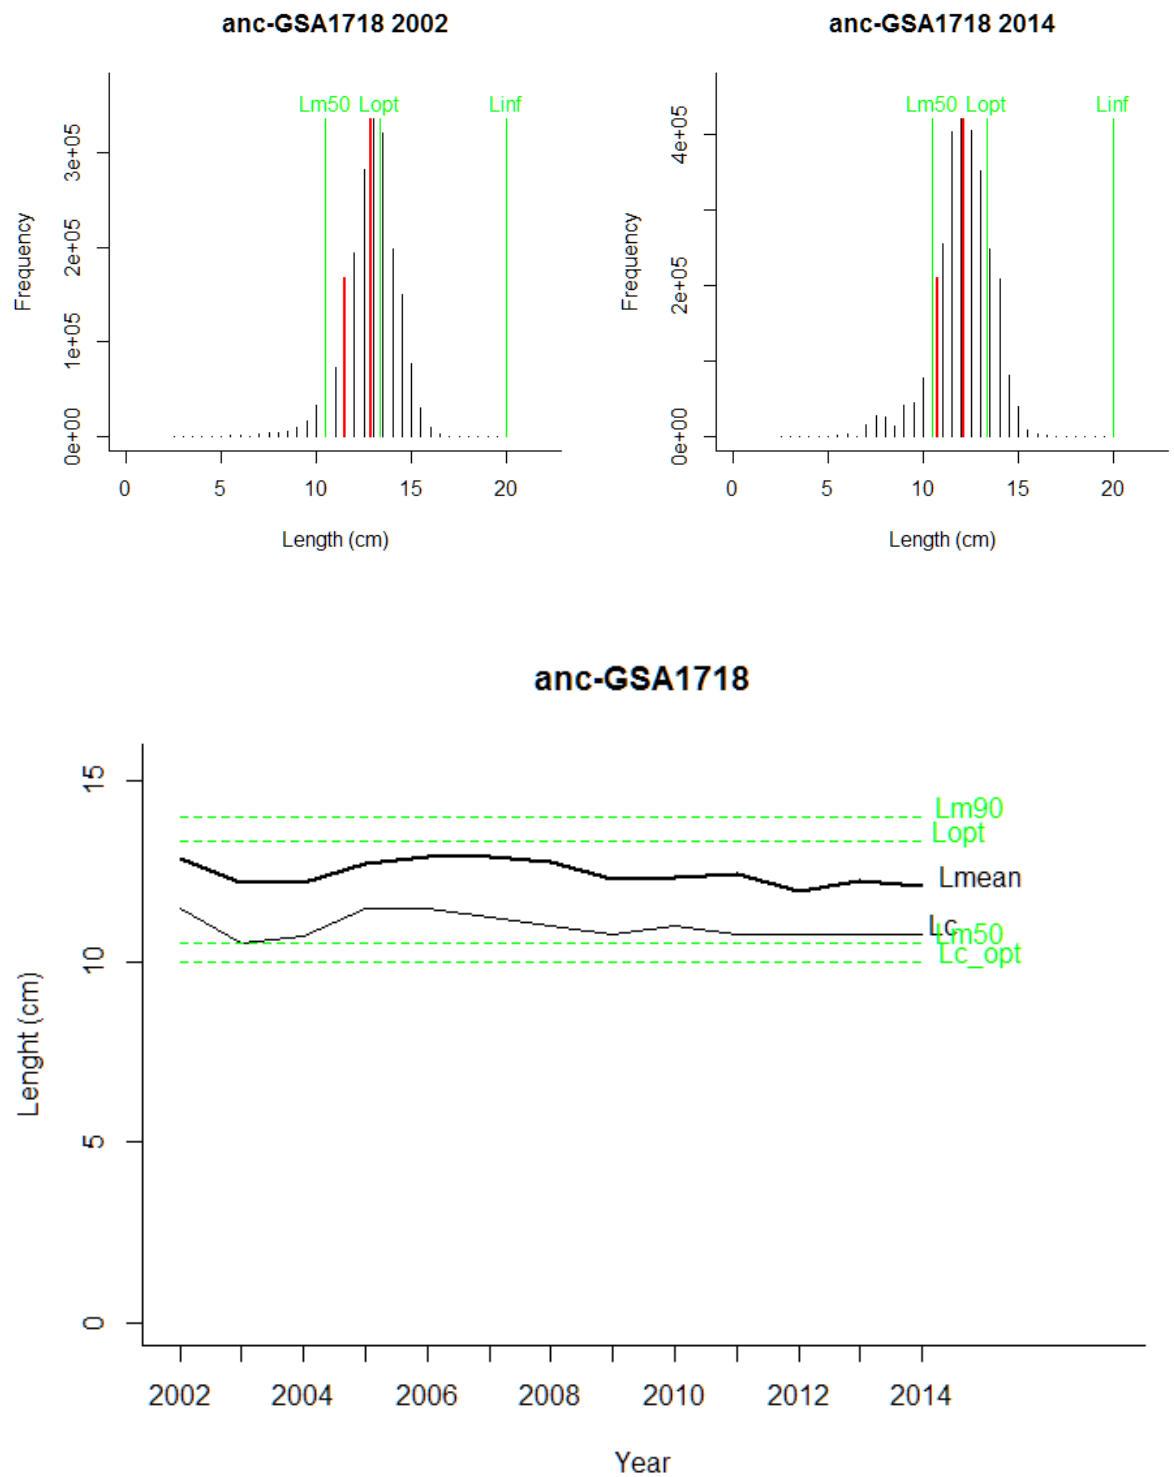 anc-GSA1718 2002
Lm50 Lopt Linf
Frequency
3e+05
2e+05
1e+05
0e+00
0 5 10 15 20
Length (cm)
anc-GSA1718 2014
Lm50 Lopt Linf
Frequency
4e+05
2e+05
0e+00
0 5 10 15 20
Length (cm)
anc-GSA1718
Lenght (cm)
15
10
5
0
Lm90
Lopt
Lmean
Lc
Lm50
Lc_opt
2002 2004 2006 2008 2010 2012 2014
Year